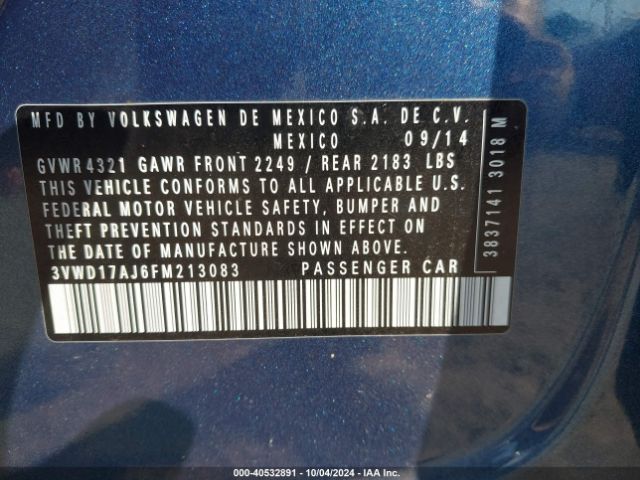 MFD BY VOLKSWAGEN DE MEXICO S.A. DE C.V.
MEXICO 09/14
GVWR 4321 GAWR FRONT 2249 / REAR 2183 LBS
THIS VEHICLE CONFORMS TO ALL APPLICABLE U.S.
FEDERAL MOTOR VEHICLE SAFETY, BUMPER AND
THEFT PREVENTION STANDARDS IN EFFECT ON
THE DATE OF MANUFACTURE SHOWN ABOVE.
3VWD17AJ6FM213083 PASSENGER CAR
3837141 3018 M
000-40532891 - 10/04/2024 - IAA Inc.